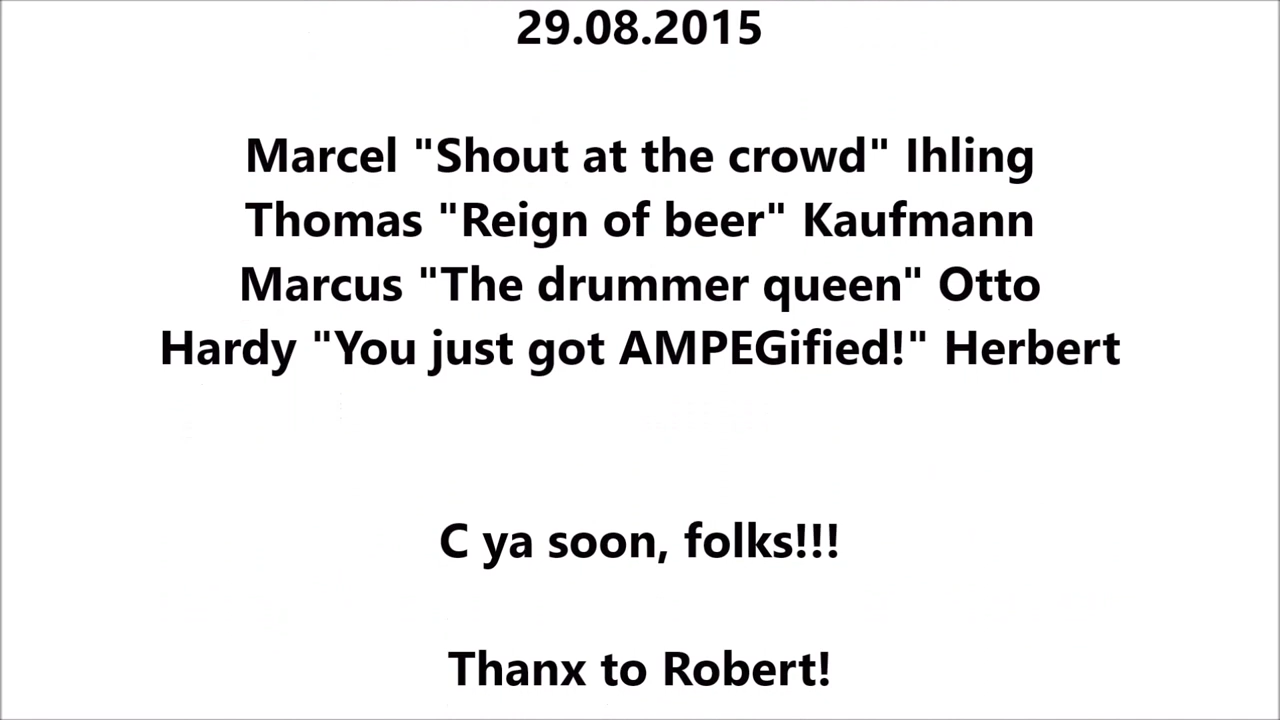 29.08.2015
Marcel "Shout at the crowd" Ihling
Thomas "Reign of beer" Kaufmann
Marcus "The drummer queen" Otto
Hardy "You just got AMPEGified!" Herbert
C ya soon, folks!!!
Thanx to Robert!